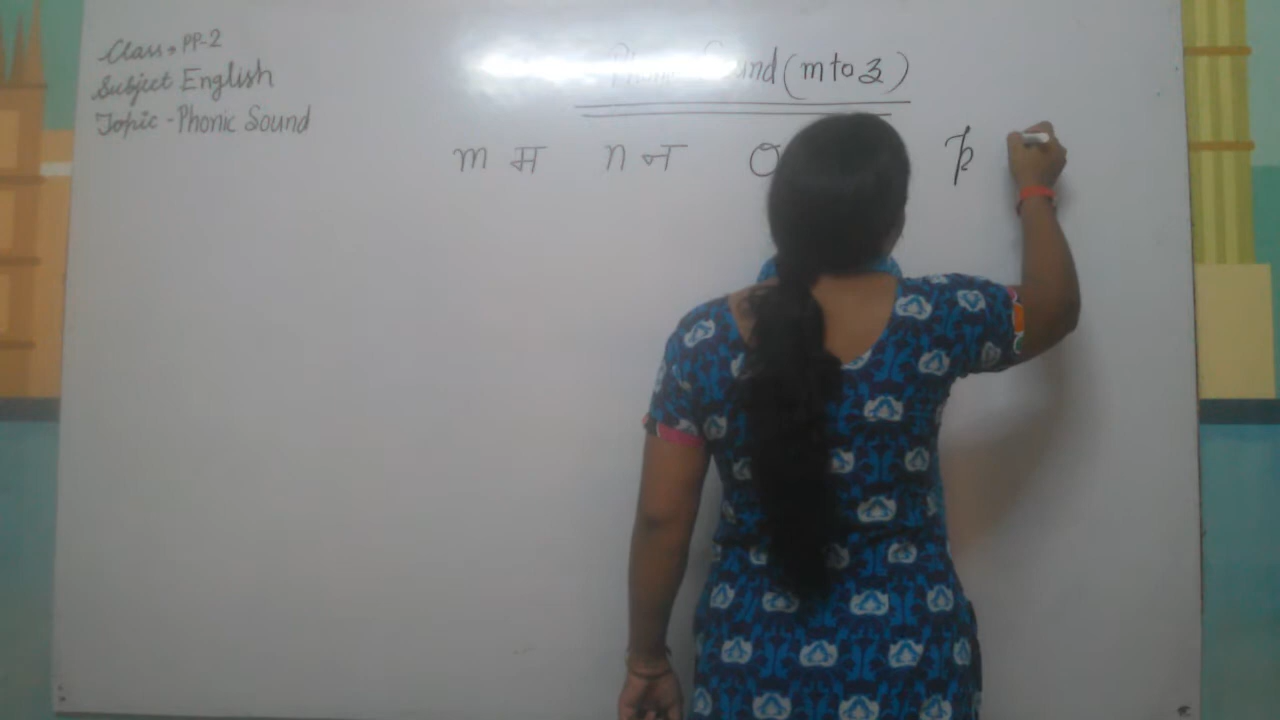 Class, PP-2
Subject English
Topic - Phonic Sound
Phonic Sound (m to z)
m म n न o p